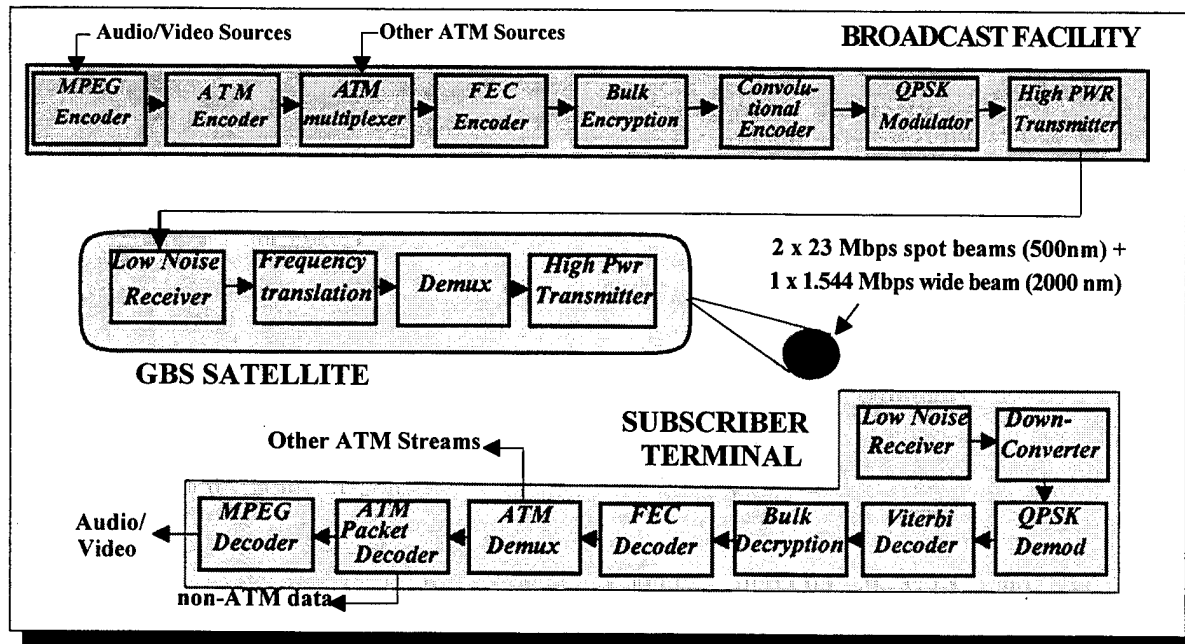 Audio/Video Sources
Other ATM Sources
BROADCAST FACILITY
MPEG
Encoder
ATM
Encoder
ATM
multiplexer
FEC
Encoder
Bulk
Encryption
Convolu-
tional
Encoder
QPSK
Modulator
High PWR
Transmitter
Low Noise
Receiver
Frequency
translation
Demux
High Pwr
Transmitter
2 x 23 Mbps spot beams (500nm) +
1 x 1.544 Mbps wide beam (2000 nm)
GBS SATELLITE
SUBSCRIBER
TERMINAL
Low Noise
Receiver
Down-
Converter
Other ATM Streams
Audio/
Video
MPEG
Decoder
ATM
Packet
Decoder
ATM
Demux
FEC
Decoder
Bulk
Decryption
Viterbi
Decoder
QPSK
Demod
non-ATM data